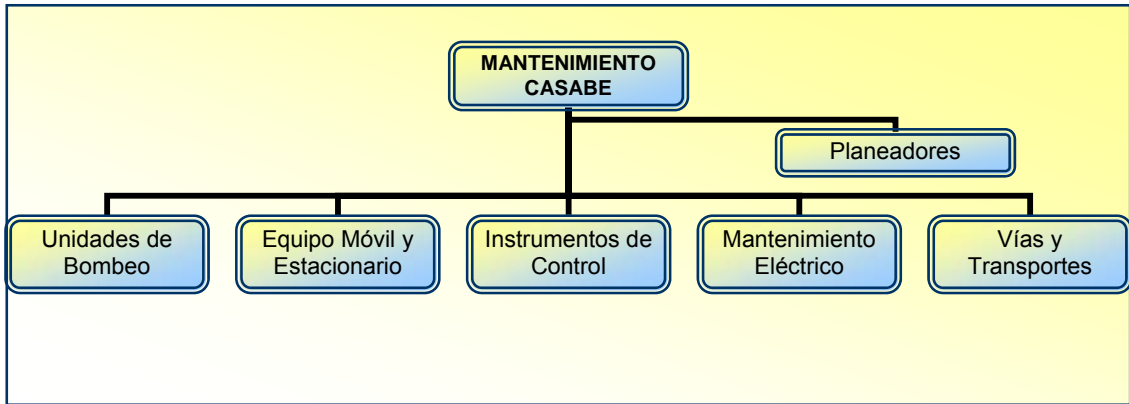 MANTENIMIENTO
CASABE
Planeadores
Unidades de
Bombeo
Equipo Móvil y
Estacionario
Instrumentos de
Control
Mantenimiento
Eléctrico
Vías y
Transportes